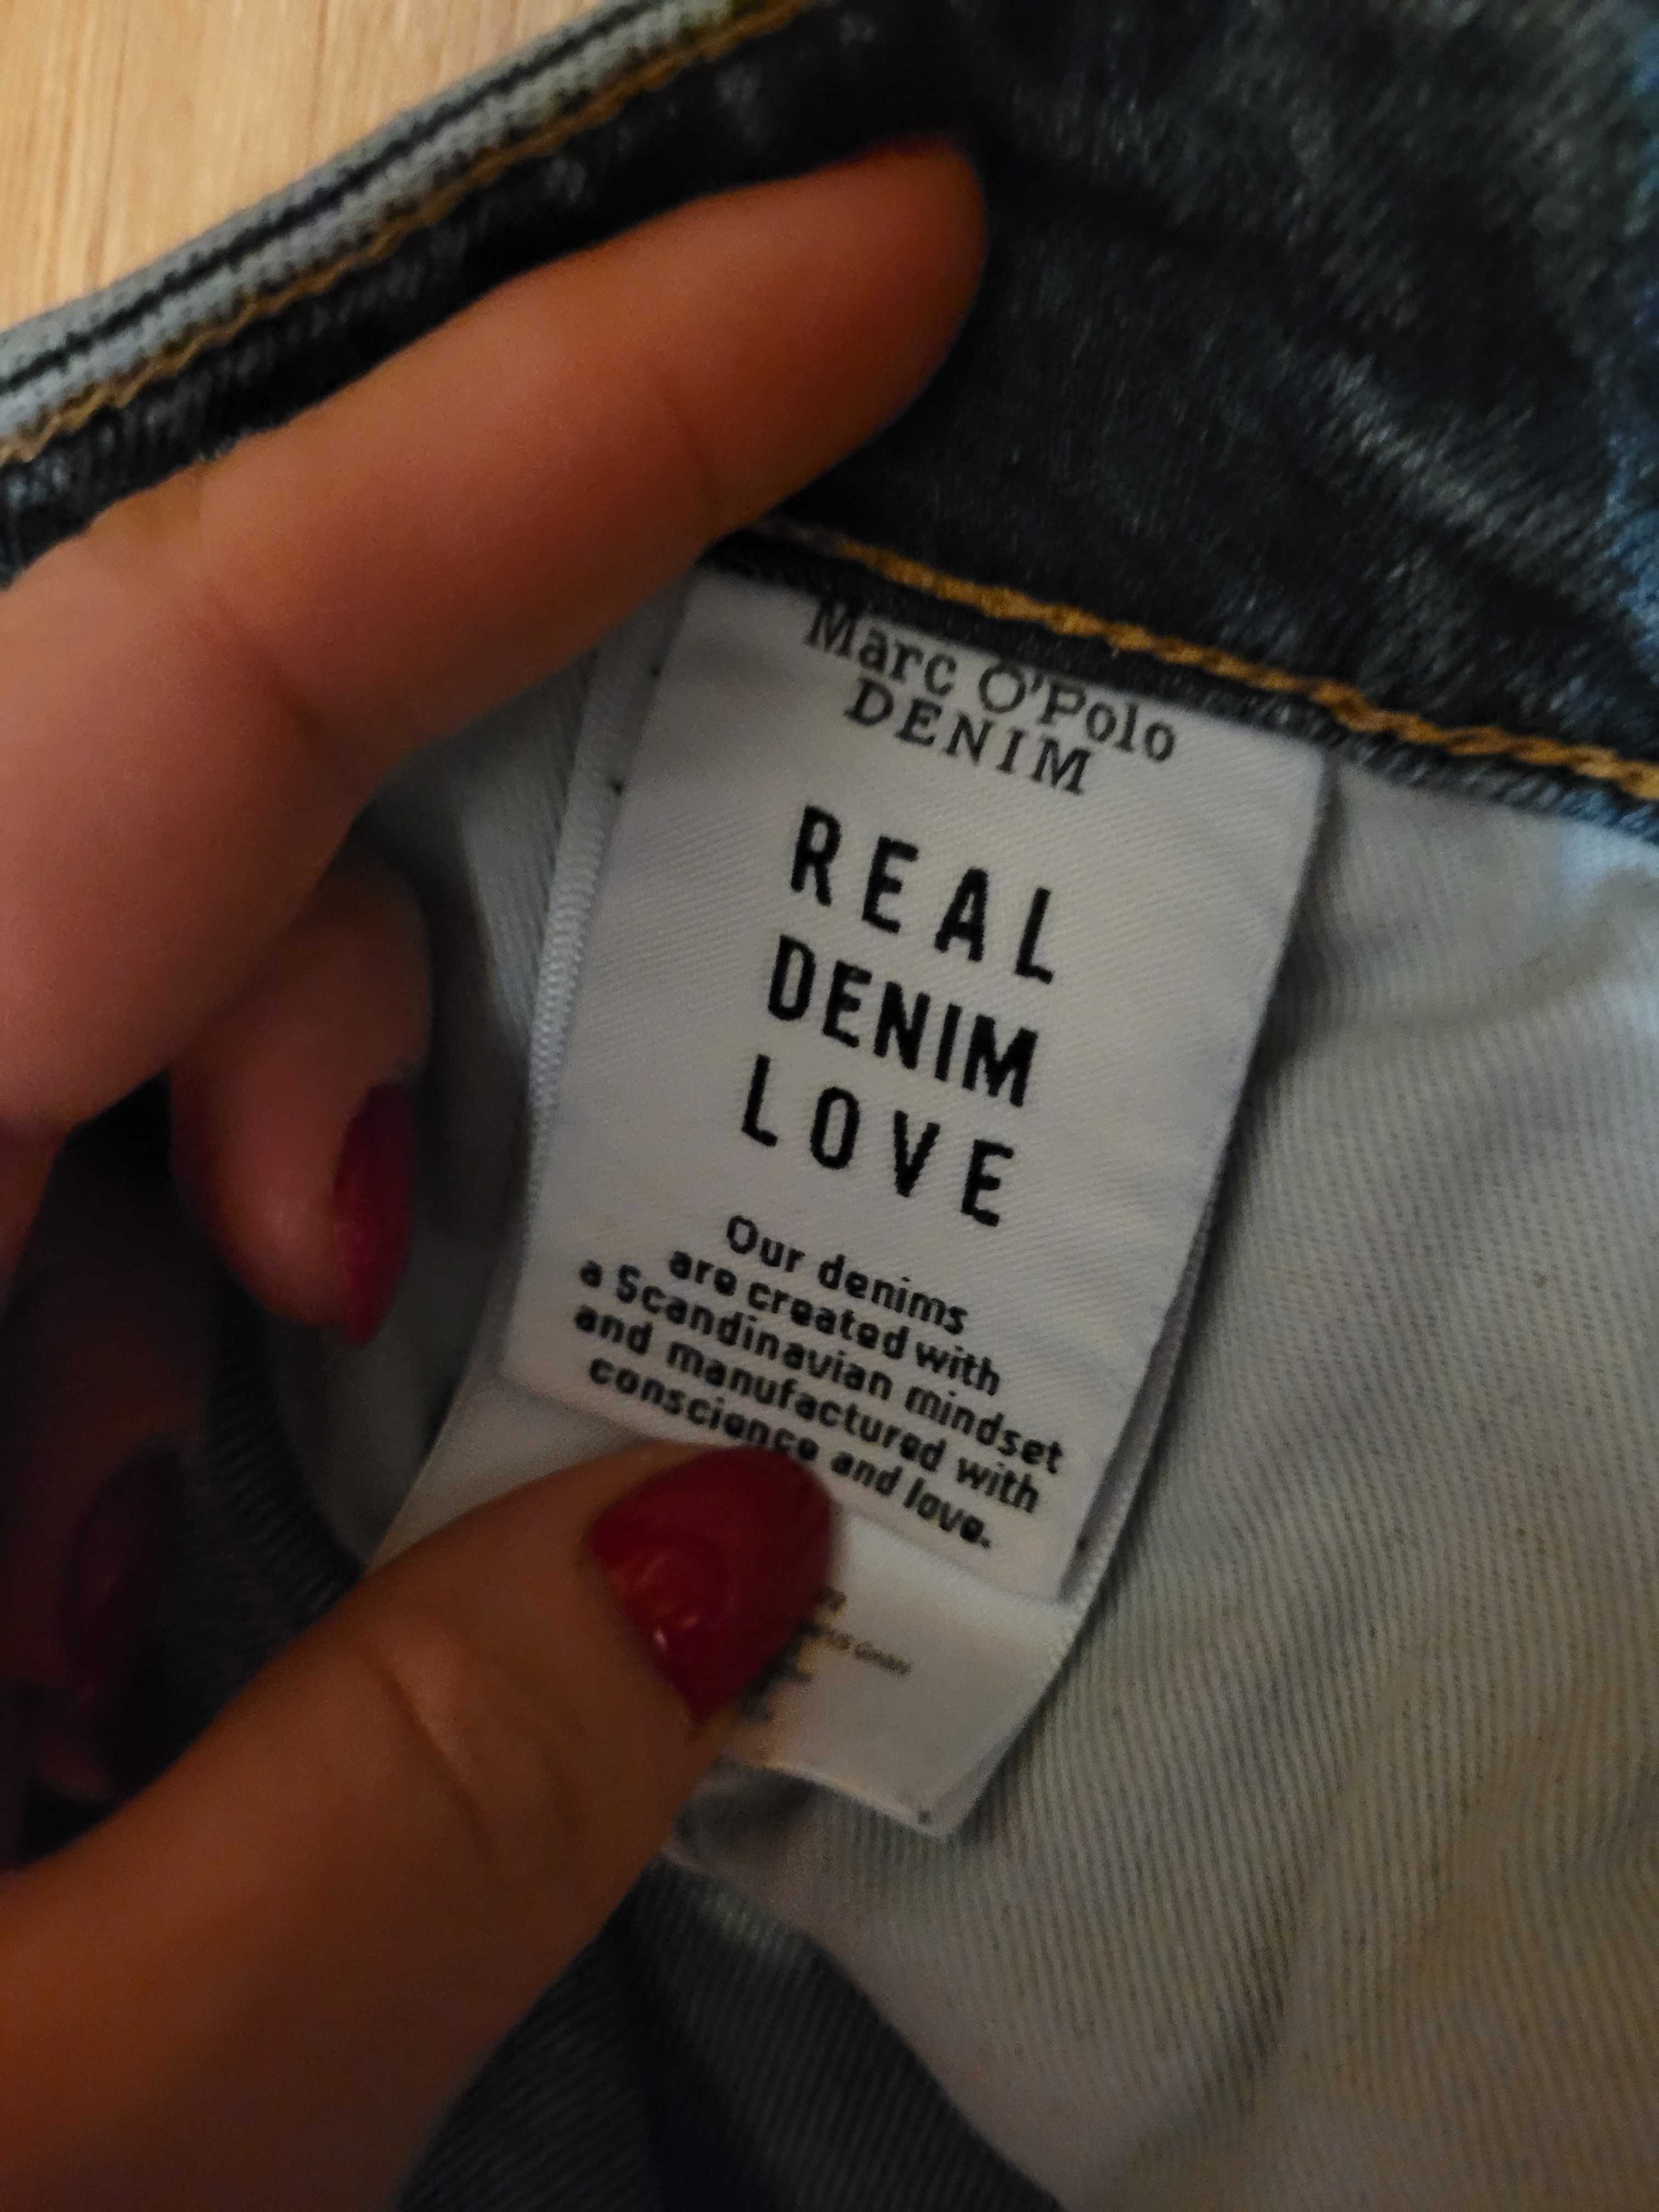 Marc O'Polo
DENIM
REAL
DENIM
LOVE
Our denims
are created with
a Scandinavian mindset
and manufactured with
conscience and love.